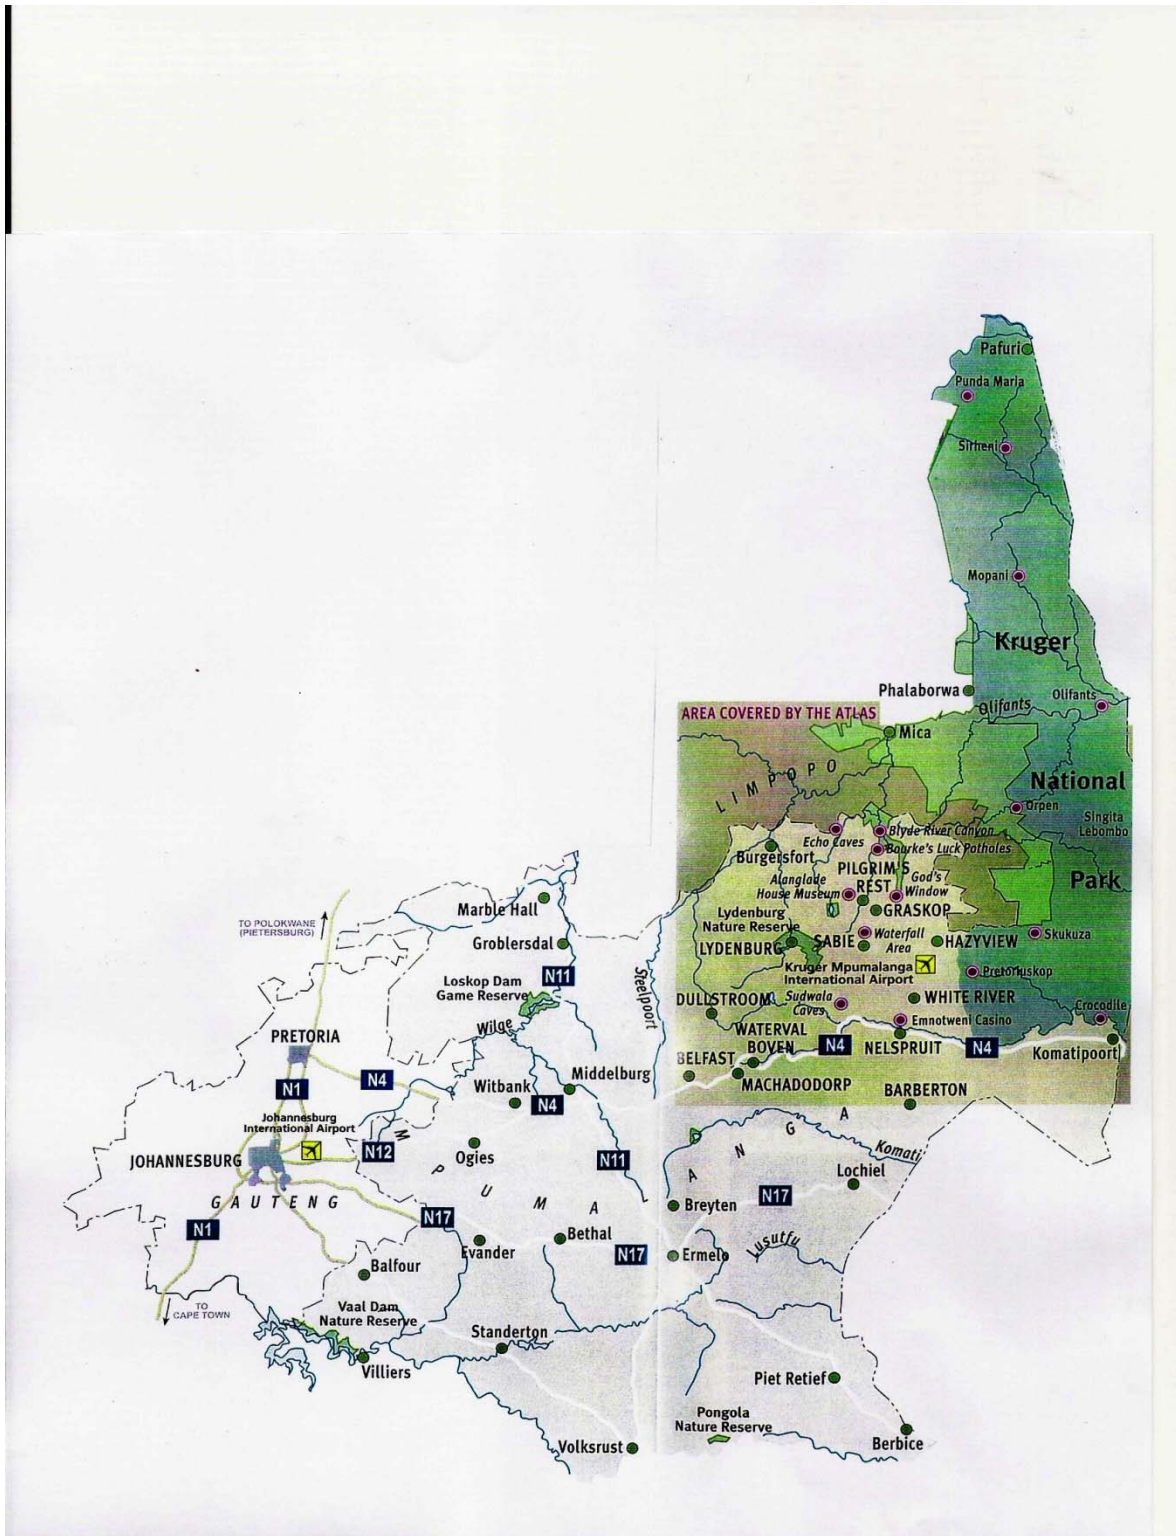 Pafuri
Punda Maria
Sirheni
Mopani
Kruger
Phalaborwa
Olifants
Olifants
AREA COVERED BY THE ATLAS
Mica
LIMPOPO
National
Orpen
Singita
Lebombo
Echo Caves
Blyde River Canyon
Bourke's Luck Potholes
Burgersfort
PILGRIM'S
REST
Alanglade
House Museum
God's
Window
Park
GRASKOP
Lydenburg
Nature Reserve
LYDENBURG
SABIE
Waterfall
Area
HAZYVIEW
Skukuza
Kruger Mpumalanga
International Airport
Pretoriuskop
DULLSTROOM
Sudwala
Caves
WHITE RIVER
Crocodile
Emnotweni Casino
WATERVAL
BOVEN
N4
NELSPRUIT
N4
Komatipoort
BELFAST
MACHADODORP
BARBERTON
Marble Hall
TO POLOKWANE
(PIETERSBURG)
Groblersdal
N11
Loskop Dam
Game Reserve
Steelpoort
Wilge
PRETORIA
N1
N4
Witbank
Middelburg
N4
Johannesburg
International Airport
JOHANNESBURG
N12
Ogies
N11
MPUMALANGA
Komati
Lochiel
GAUTENG
N1
N17
Breyten
N17
Evander
Bethal
N17
Ermelo
Lusutfu
Balfour
TO
CAPE TOWN
Vaal Dam
Nature Reserve
Standerton
Villiers
Piet Retief
Pongola
Nature Reserve
Volksrust
Berbice